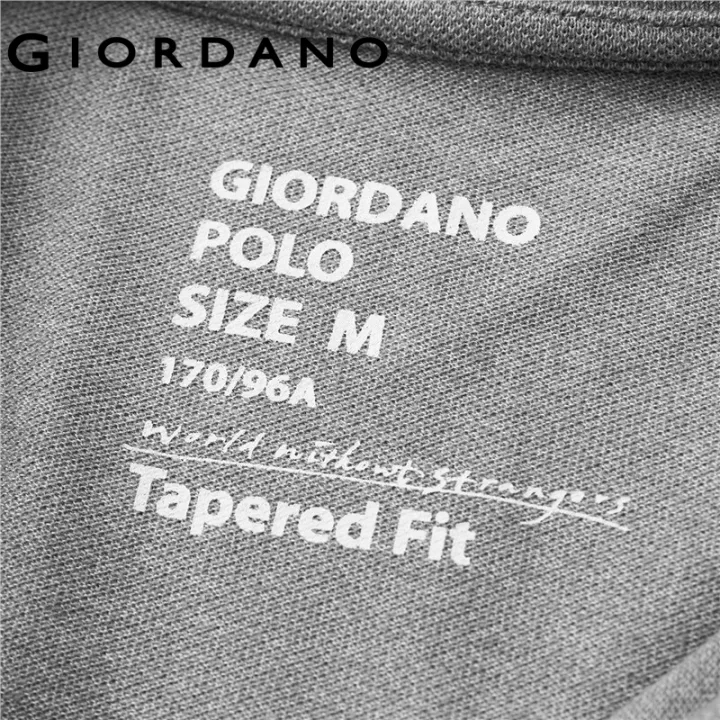 GIORDANO
GIORDANO
POLO
SIZE M
170/96A
World without strangers
Tapered Fit